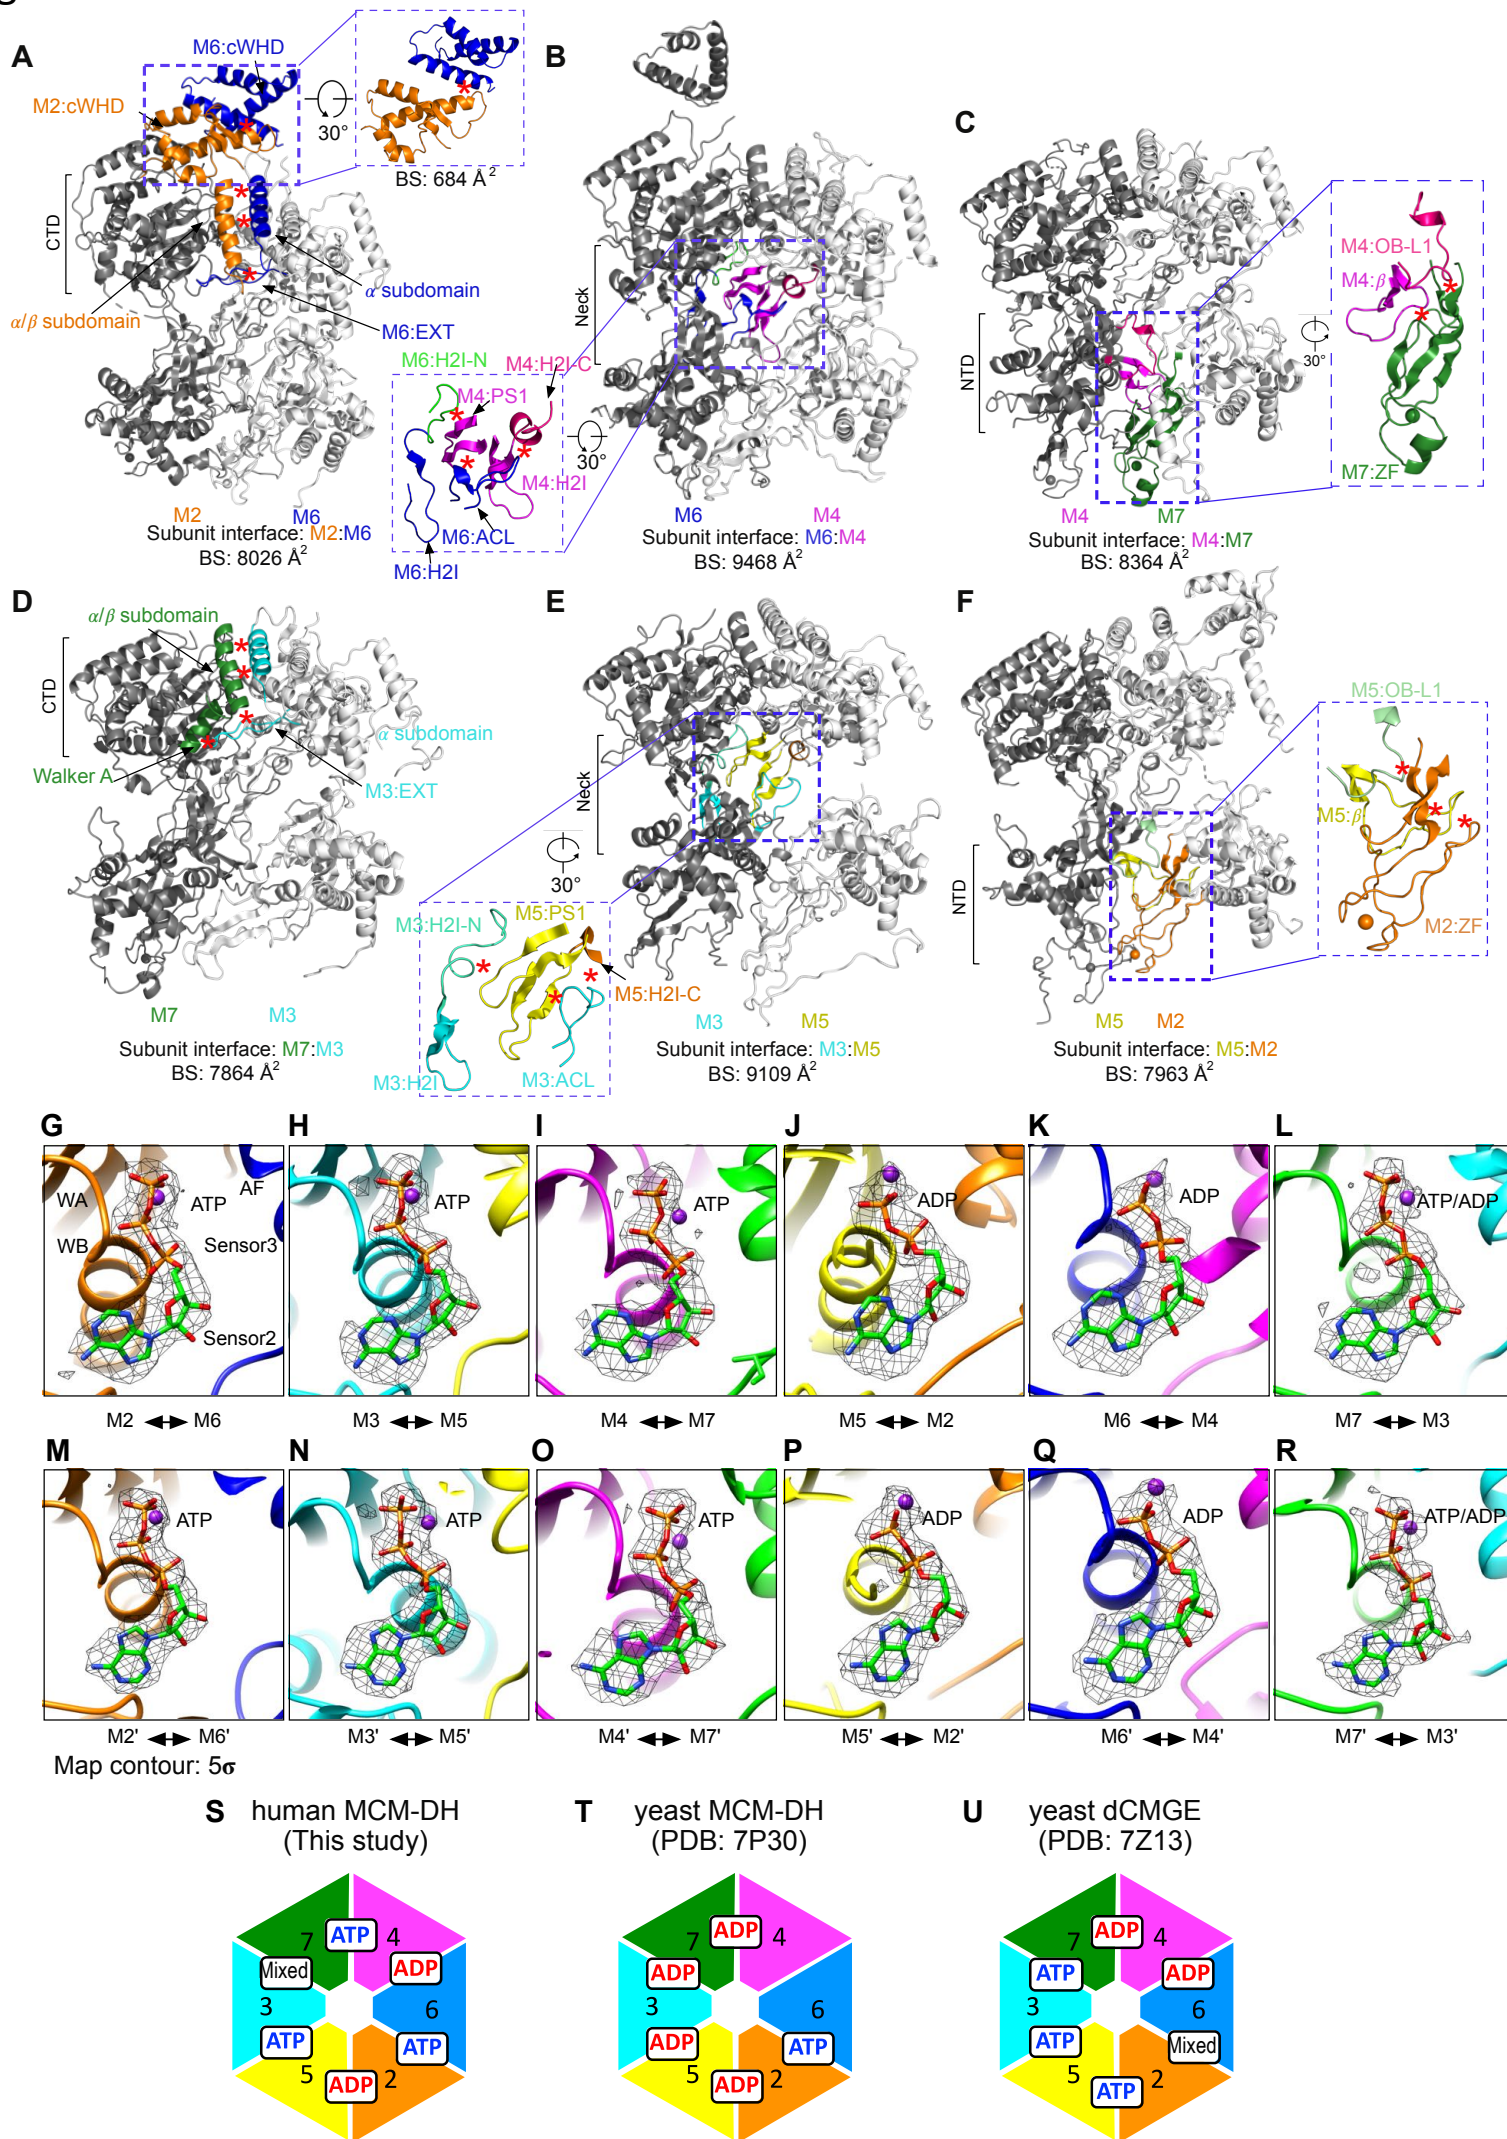 A
M6:cWHD
M2:cWHD
30°
BS: 684 Å2
CTD
α/β subdomain
α subdomain
M6:EXT
M2
M6
Subunit interface: M2:M6
BS: 8026 Å2
B
Neck
M6:H2I-N
M4:H2I-C
M4:PS1
30°
M4:H2I
M6:ACL
M6:H2I
M6
M4
Subunit interface: M6:M4
BS: 9468 Å2
C
M4:OB-L1
M4:β
30°
NTD
M7:ZF
M4
M7
Subunit interface: M4:M7
BS: 8364 Å2
D
α/β subdomain
CTD
α subdomain
Walker A
M3:EXT
M7
M3
Subunit interface: M7:M3
BS: 7864 Å2
E
Neck
30°
M3:H2I-N
M5:PS1
M5:H2I-C
M3:H2I
M3:ACL
M3
M5
Subunit interface: M3:M5
BS: 9109 Å2
F
M5:OB-L1
M5:β
NTD
M2:ZF
M5
M2
Subunit interface: M5:M2
BS: 7963 Å2
G
WA
AF
ATP
WB
Sensor3
Sensor2
M2
M6
H
ATP
M3
M5
I
ATP
M4
M7
J
ADP
M5
M2
K
ADP
M6
M4
L
ATP/ADP
M7
M3
M
ATP
M2'
M6'
N
ATP
M3'
M5'
O
ATP
M4'
M7'
P
ADP
M5'
M2'
Q
ADP
M6'
M4'
R
ATP/ADP
M7'
M3'
Map contour: 5σ
S
human MCM-DH
(This study)
7
ATP
4
Mixed
ADP
3
6
ATP
ATP
5
ADP
2
T
yeast MCM-DH
(PDB: 7P30)
7
ADP
4
ADP
3
6
ADP
ATP
5
ADP
2
U
yeast dCMGE
(PDB: 7Z13)
7
ADP
4
ATP
ADP
3
6
ATP
Mixed
5
ATP
2